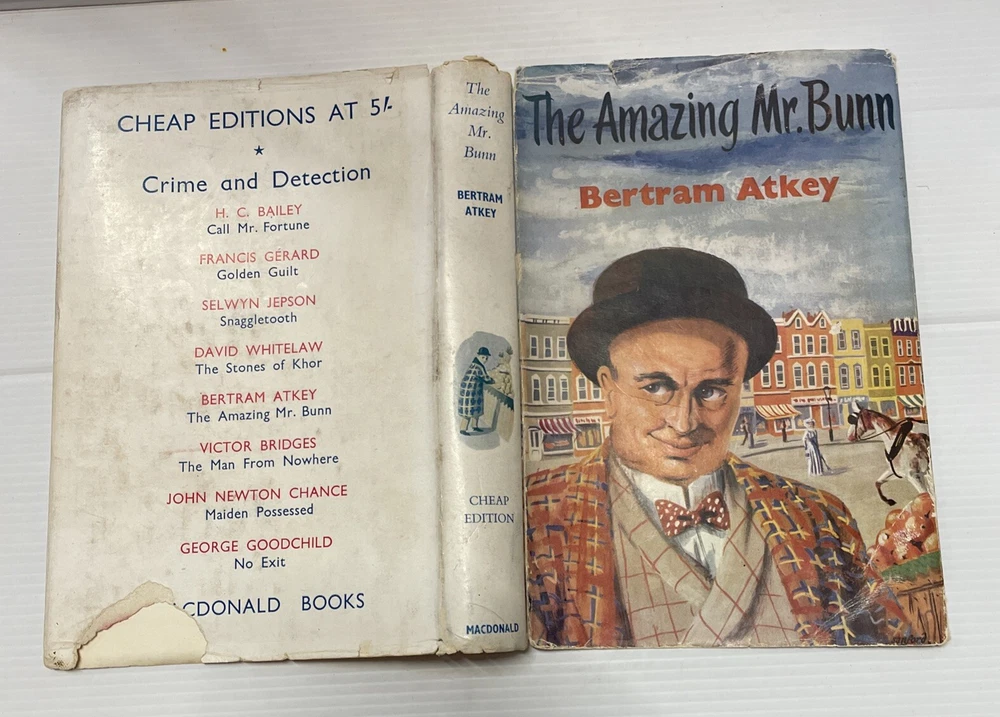 CHEAP EDITIONS AT 5/-
★
Crime and Detection
H. C. BAILEY
Call Mr. Fortune
FRANCIS GERARD
Golden Guilt
SELWYN JEPSON
Snaggletooth
DAVID WHITELAW
The Stones of Khor
BERTRAM ATKEY
The Amazing Mr. Bunn
VICTOR BRIDGES
The Man From Nowhere
JOHN NEWTON CHANCE
Maiden Possessed
GEORGE GOODCHILD
No Exit
CDONALD BOOKS
The
Amazing
Mr.
Bunn
BERTRAM
ATKEY
CHEAP
EDITION
MACDONALD
The Amazing Mr. Bunn
Bertram Atkey